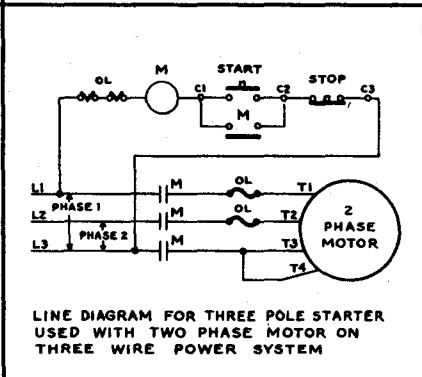 OL
M
C1
START
C2
STOP
C3
M
L1
PHASE 1
L2
PHASE 2
L3
M
M
M
OL
OL
T1
T2
T3
T4
2
PHASE
MOTOR
LINE DIAGRAM FOR THREE POLE STARTER
USED WITH TWO PHASE MOTOR ON
THREE WIRE POWER SYSTEM